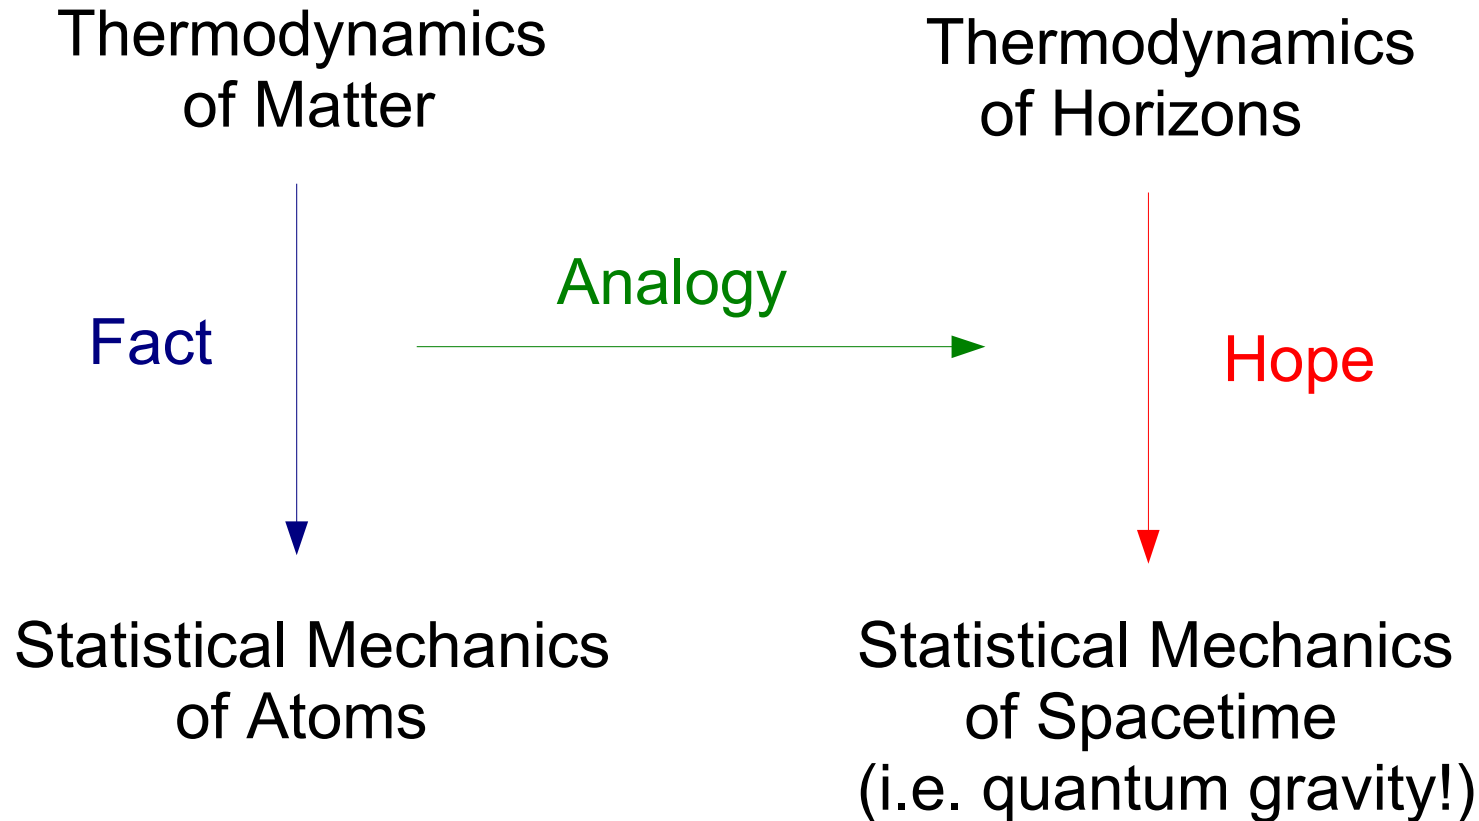 Thermodynamics
of Matter
Thermodynamics
of Horizons
Analogy
Fact
Hope
Statistical Mechanics
of Atoms
Statistical Mechanics
of Spacetime
(i.e. quantum gravity!)